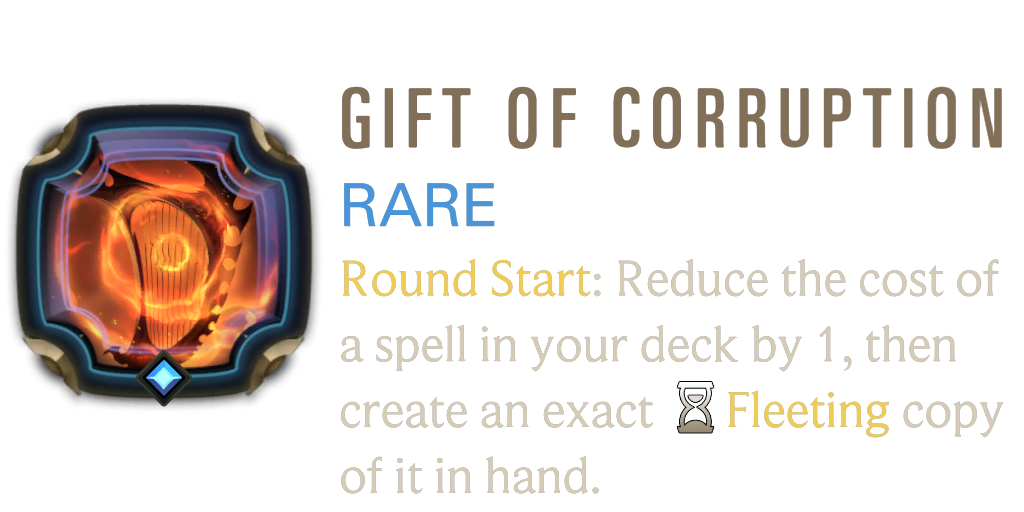 GIFT OF CORRUPTION
RARE
Round Start: Reduce the cost of
a spell in your deck by 1, then
create an exact Fleeting copy
of it in hand.